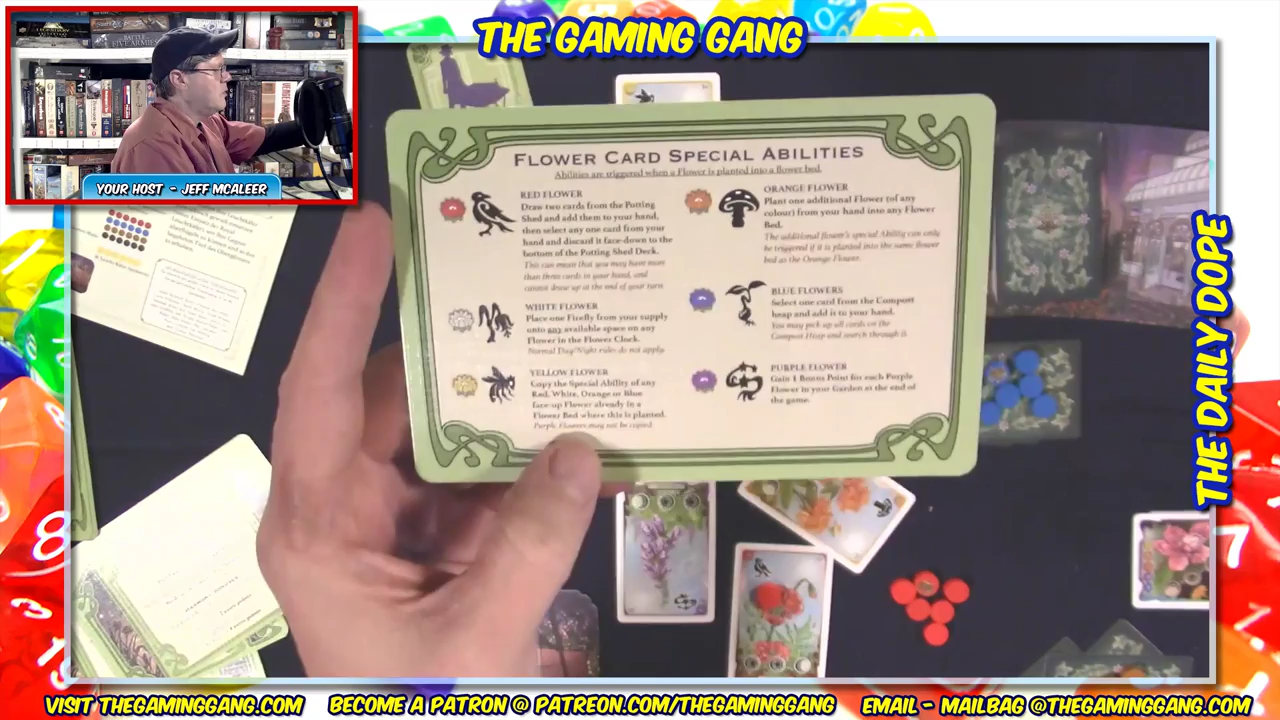 THE GAMING GANG
YOUR HOST - JEFF MCALEER
FLOWER CARD SPECIAL ABILITIES
Abilities are triggered when a Flower is planted into a flower bed.
RED FLOWER
Draw two cards from the Potting
Shed and add them to your hand,
then select any one card from your
hand and discard it face-down to the
bottom of the Potting Shed Deck.
This can mean that you may have more
than three cards in your hand, and
cannot draw up at the end of your turn.
WHITE FLOWER
Place one Firefly from your supply
onto any available space on any
Flower in the Flower Clock.
Normal Day/Night rules do not apply.
YELLOW FLOWER
Copy the Special Ability of any
Red, White, Orange or Blue
face-up Flower already in a
Flower Bed where this is planted.
Purple Flowers may not be copied.
ORANGE FLOWER
Plant one additional Flower (of any
colour) from your hand into any Flower
Bed.
The additional flower's special Ability can only
be triggered if it is planted into the same flower
bed as the Orange Flower.
BLUE FLOWERS
Select one card from the Compost
heap and add it to your hand.
You may pick up all cards on the
Compost Heap and search through it.
PURPLE FLOWER
Gain 1 Bonus Point for each Purple
Flower in your Garden at the end of
the game.
THE DAILY DOPE
VISIT THEGAMINGGANG.COM BECOME A PATRON @ PATREON.COM/THEGAMINGGANG EMAIL - MAILBAG @THEGAMINGGANG.COM